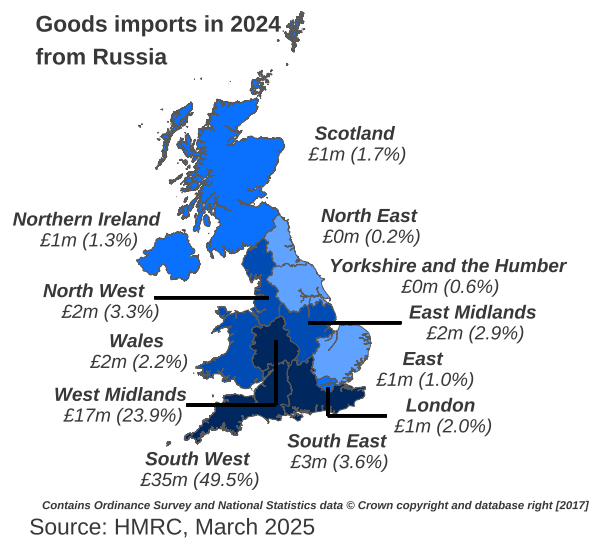 Goods imports in 2024
from Russia
Scotland
£1m (1.7%)
Northern Ireland
£1m (1.3%)
North East
£0m (0.2%)
Yorkshire and the Humber
£0m (0.6%)
North West
£2m (3.3%)
East Midlands
£2m (2.9%)
Wales
£2m (2.2%)
East
£1m (1.0%)
West Midlands
£17m (23.9%)
London
£1m (2.0%)
South East
£3m (3.6%)
South West
£35m (49.5%)
Contains Ordinance Survey and National Statistics data © Crown copyright and database right [2017]
Source: HMRC, March 2025